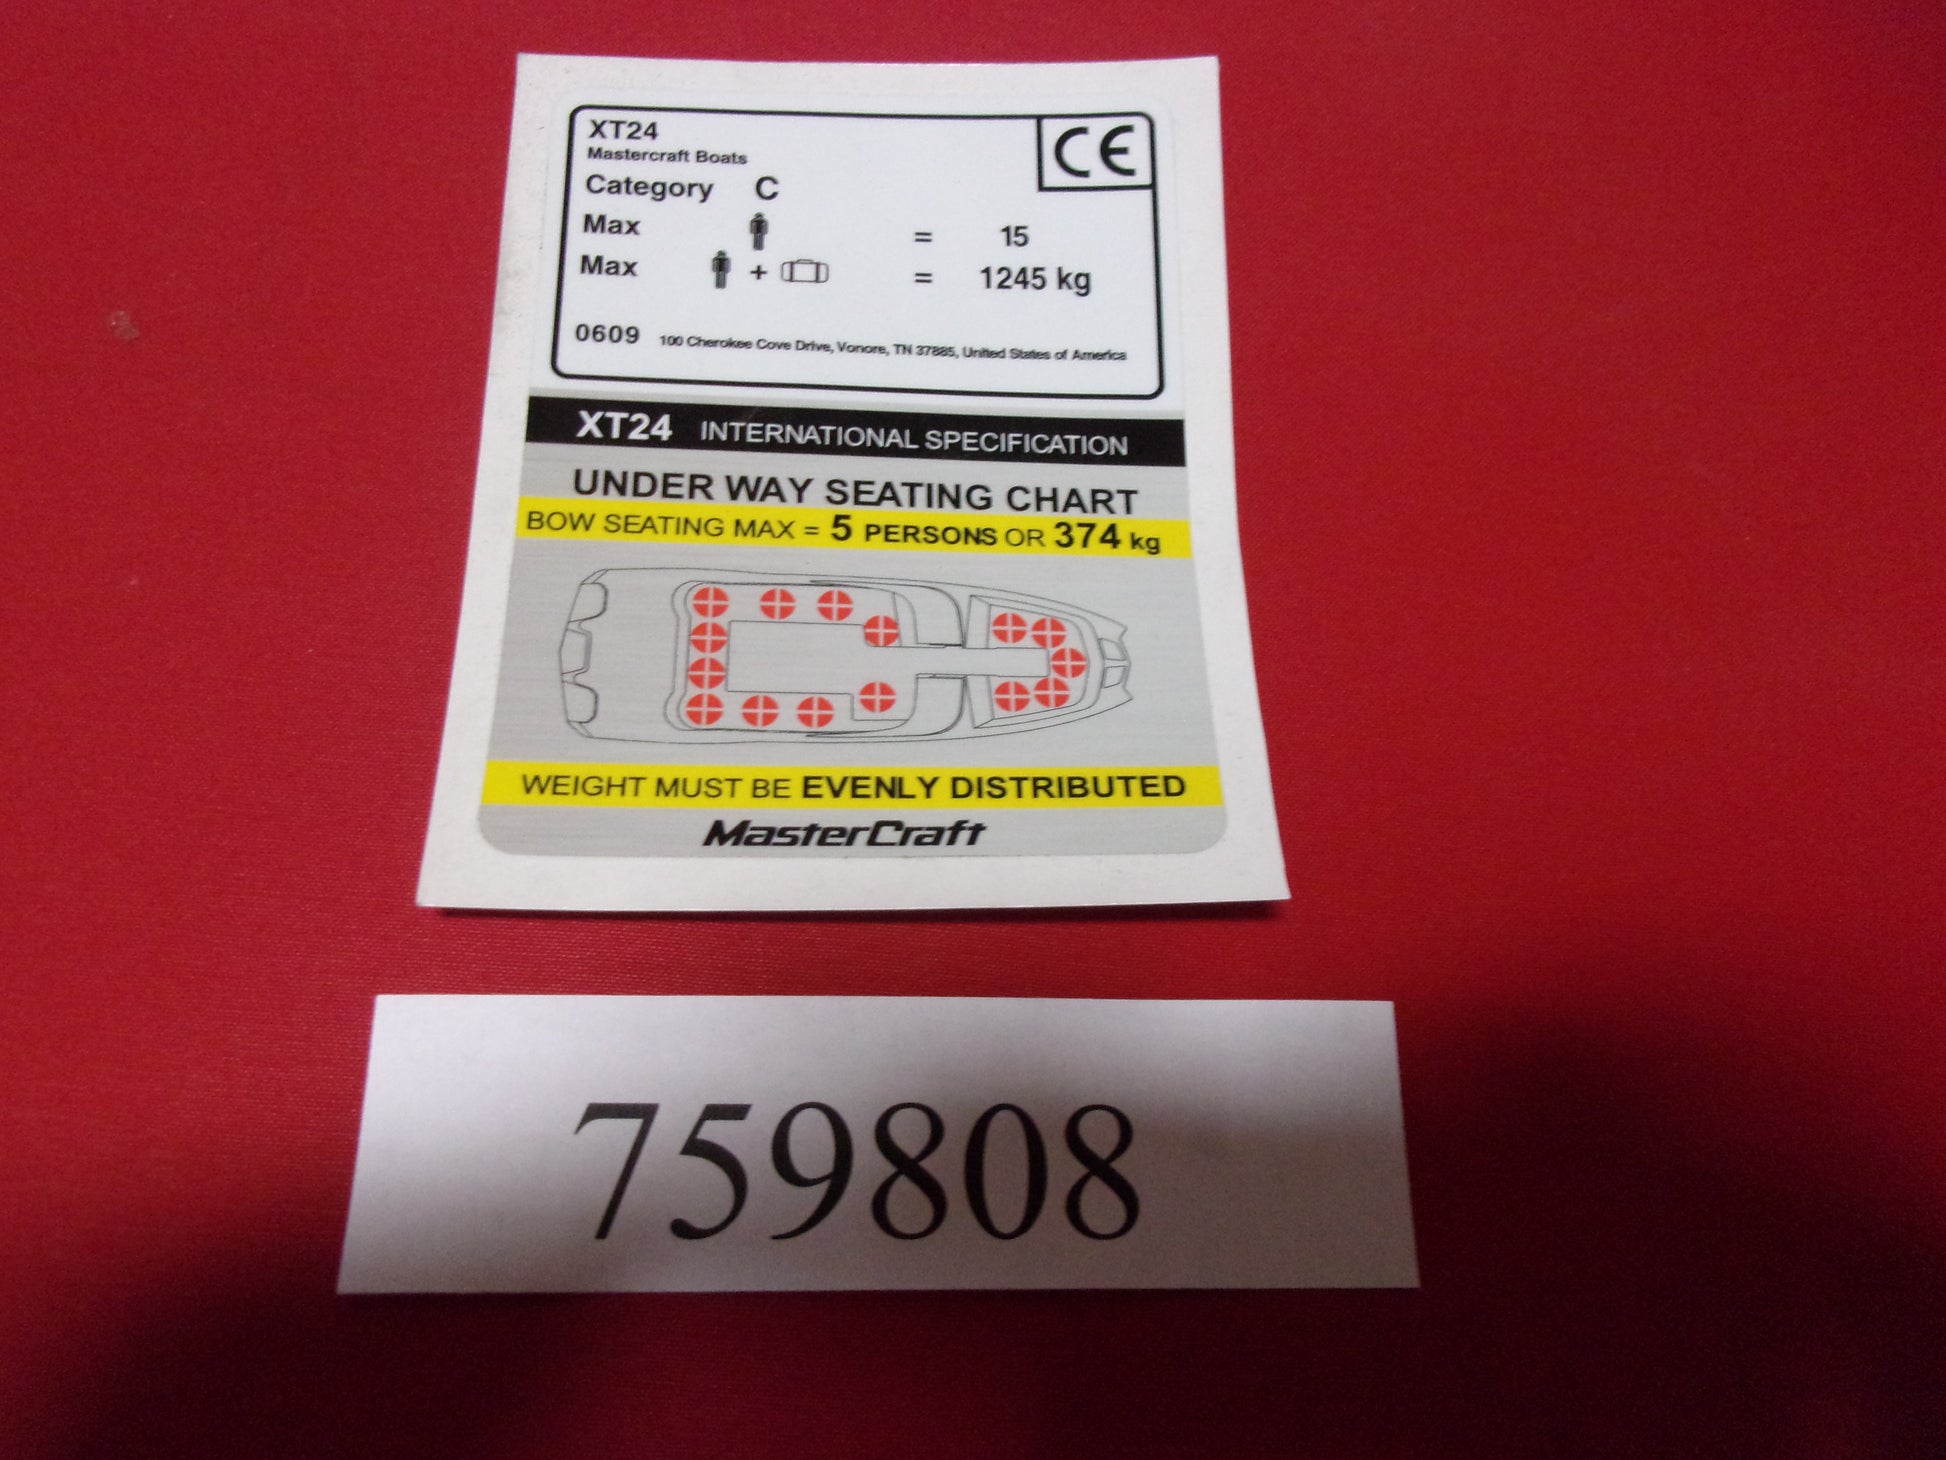 XT24
Mastercraft Boats
CE
Category C
Max = 15
Max + = 1245 kg
0609 100 Cherokee Cove Drive, Vonore, TN 37885, United States of America
XT24 INTERNATIONAL SPECIFICATION
UNDER WAY SEATING CHART
BOW SEATING MAX = 5 PERSONS OR 374 kg
WEIGHT MUST BE EVENLY DISTRIBUTED
MasterCraft
759808